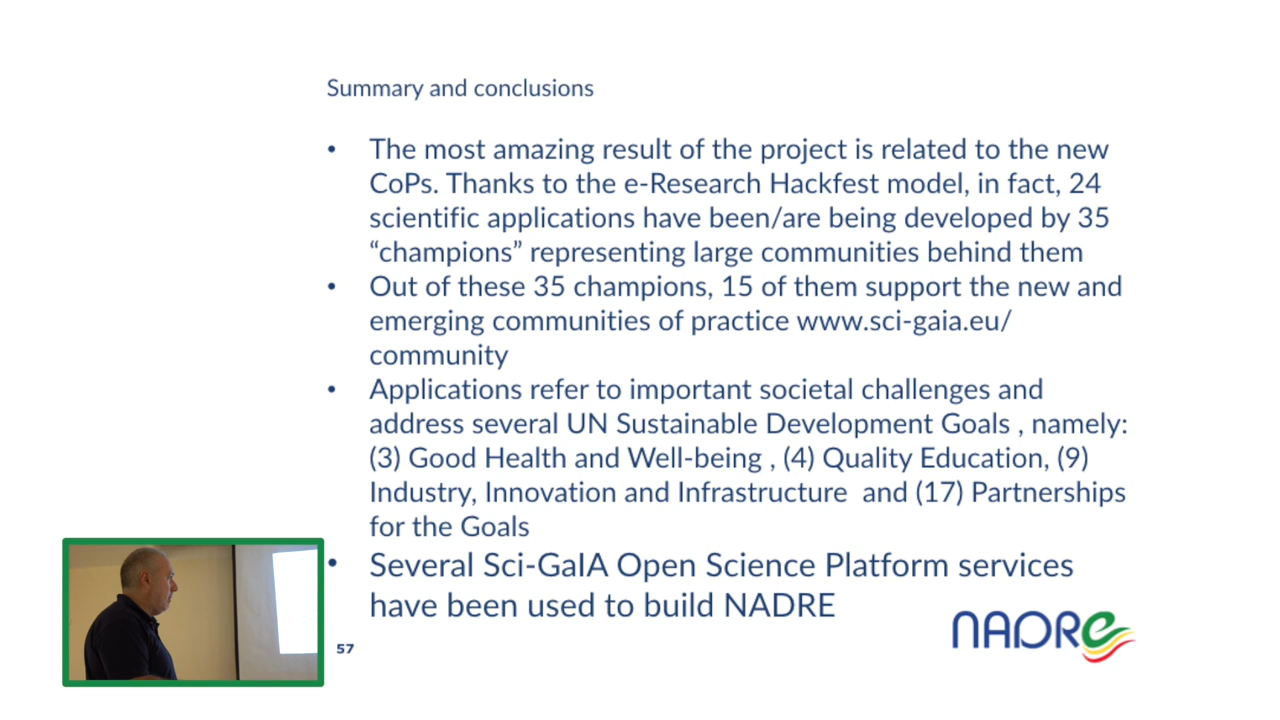 Summary and conclusions
• The most amazing result of the project is related to the new
CoPs. Thanks to the e-Research Hackfest model, in fact, 24
scientific applications have been/are being developed by 35
“champions” representing large communities behind them
• Out of these 35 champions, 15 of them support the new and
emerging communities of practice www.sci-gaia.eu/
community
• Applications refer to important societal challenges and
address several UN Sustainable Development Goals , namely:
(3) Good Health and Well-being , (4) Quality Education, (9)
Industry, Innovation and Infrastructure  and (17) Partnerships
for the Goals
• Several Sci-GaIA Open Science Platform services
have been used to build NADRE
NADRe
57